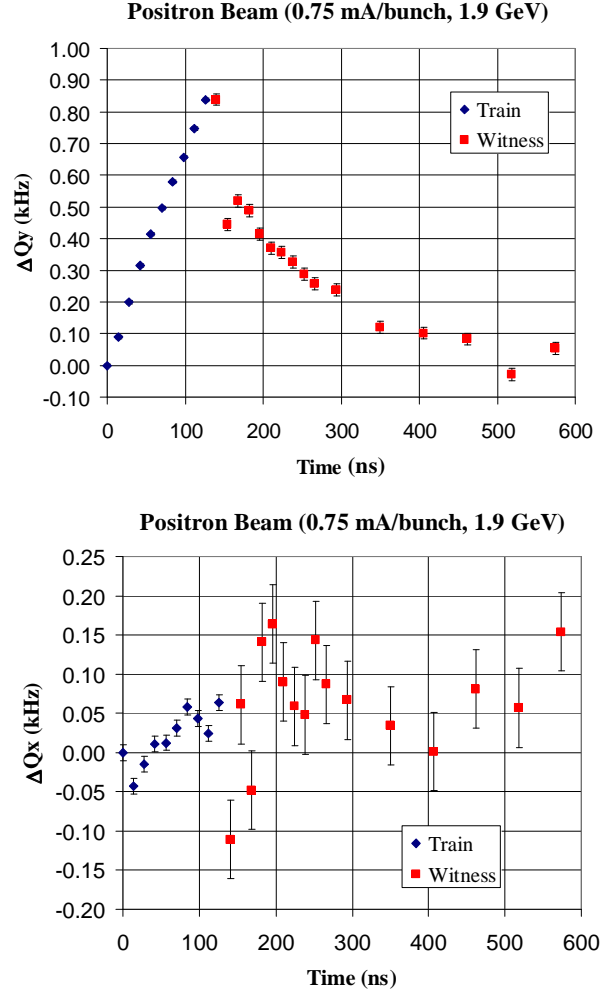 Positron Beam (0.75 mA/bunch, 1.9 GeV)
1.00
0.90
0.80
0.70
0.60
0.50
0.40
0.30
0.20
0.10
0.00
-0.10
ΔQy (kHz)
Train
Witness
0 100 200 300 400 500 600
Time (ns)
Positron Beam (0.75 mA/bunch, 1.9 GeV)
0.25
0.20
0.15
0.10
0.05
0.00
-0.05
-0.10
-0.15
-0.20
ΔQx (kHz)
Train
Witness
0 100 200 300 400 500 600
Time (ns)